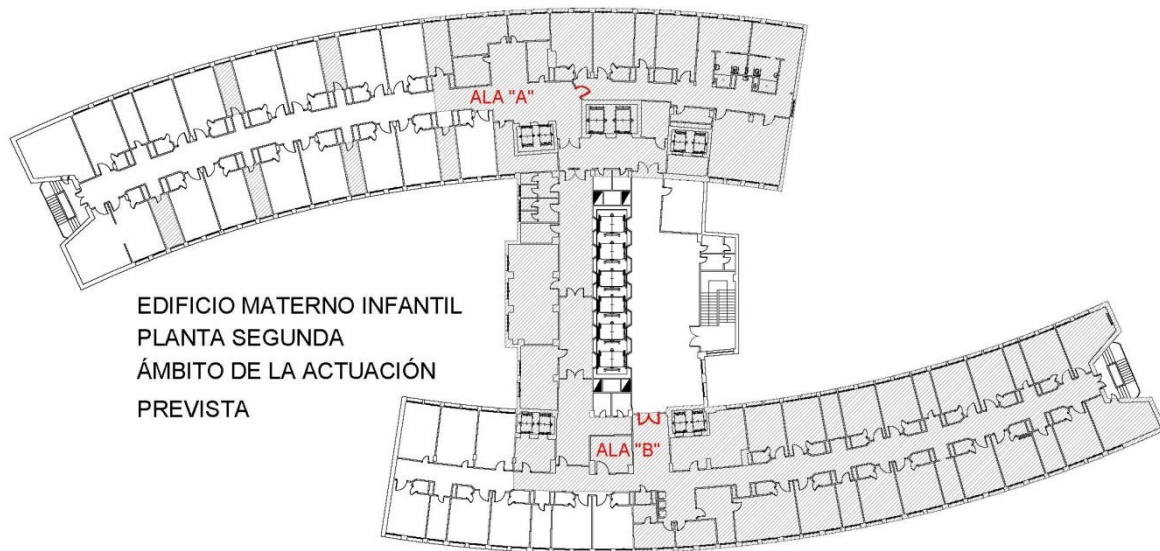 ALA "A"
EDIFICIO MATERNO INFANTIL
PLANTA SEGUNDA
ÁMBITO DE LA ACTUACIÓN
PREVISTA
ALA "B"